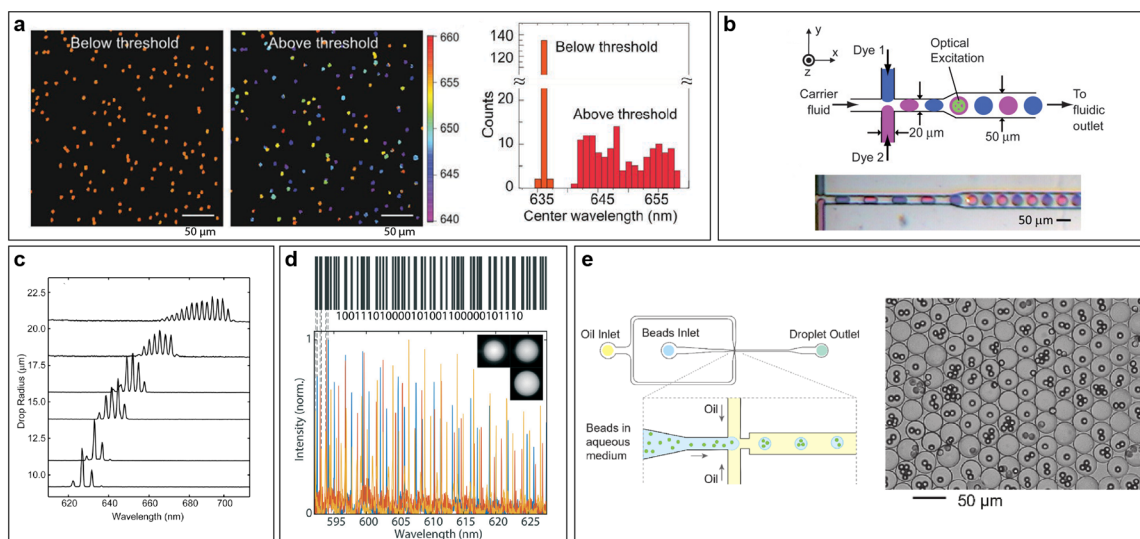 a
Below threshold
Above threshold
660
655
650
645
640
50 µm
50 µm
140
130
120
20
10
0
Counts
Below threshold
Above threshold
635
645
655
Center wavelength (nm)
b
y
x
z
Dye 1
Optical
Excitation
Carrier
fluid
To
fluidic
outlet
20 µm
50 µm
Dye 2
50 µm
c
Drop Radius (µm)
22.5
20.0
17.5
15.0
12.5
10.0
620
640
660
680
700
Wavelength (nm)
d
1001110100001010011000001011110
Intensity (norm.)
1
0
595
600
605
610
615
620
625
Wavelength (nm)
e
Oil Inlet
Beads Inlet
Droplet Outlet
Oil
Beads in
aqueous
medium
Oil
50 µm